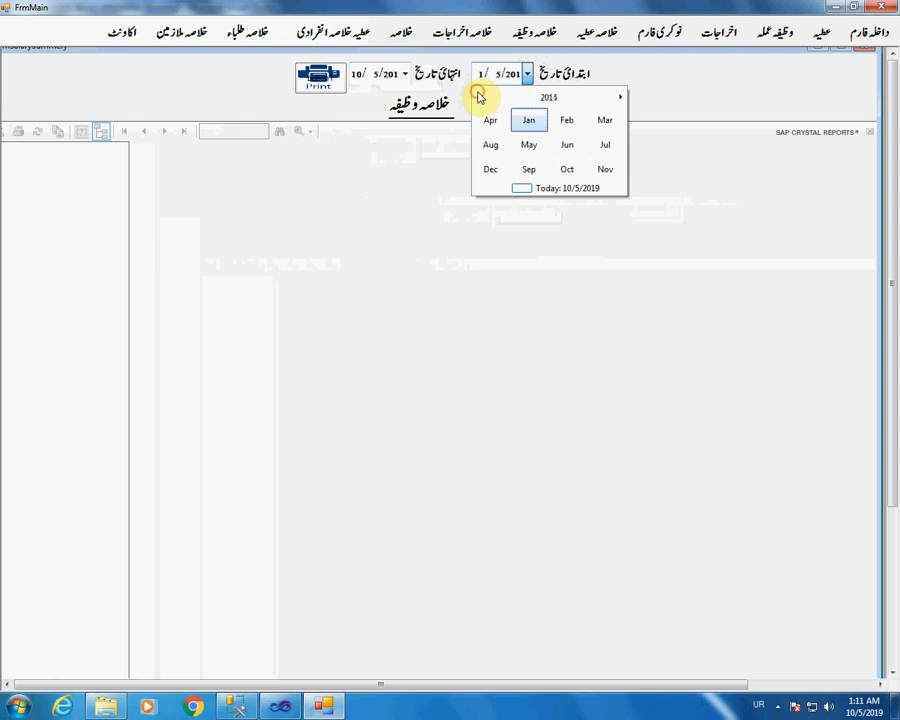 FrmMain
داخلہ فارم عطیہ وظیفہ عملہ اخراجات نوکری فارم خلاصہ عطیہ خلاصہ وظیفہ خلاصہ اخراجات خلاصہ عطیہ خلاصہ انفرادی خلاصہ طلباء خلاصہ ملازمین اکاونٹ
ابتدائ تاریخ 1/ 5/201 انتہائ تاریخ 10/ 5/201 Print
خلاصہ وظیفہ
Apr Jan Feb Mar
Aug May Jun Jul
Dec Sep Oct Nov
Today: 10/5/2019
SAP CRYSTAL REPORTS®
UR
1:11 AM
10/5/2019